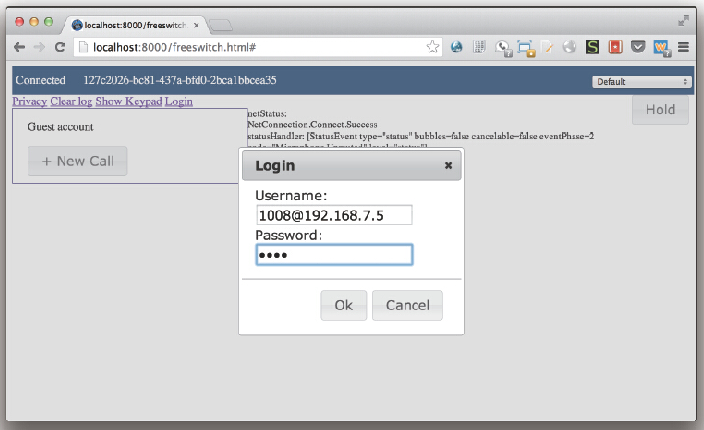 localhost:8000/freeswitch.
localhost:8000/freeswitch.html#
Connected 127c2026-bc81-437a-bfd0-2bca1bbcea35
Default
Privacy Clear log Show Keypad Login
Hold
Guest account
+ New Call
netStatus:
NetConnection.Connect.Success
statusHandler: [StatusEvent type="status" bubbles=false cancelable=false eventPhase=2
Login
Username:
1008@192.168.7.5
Password:
••••
Ok Cancel